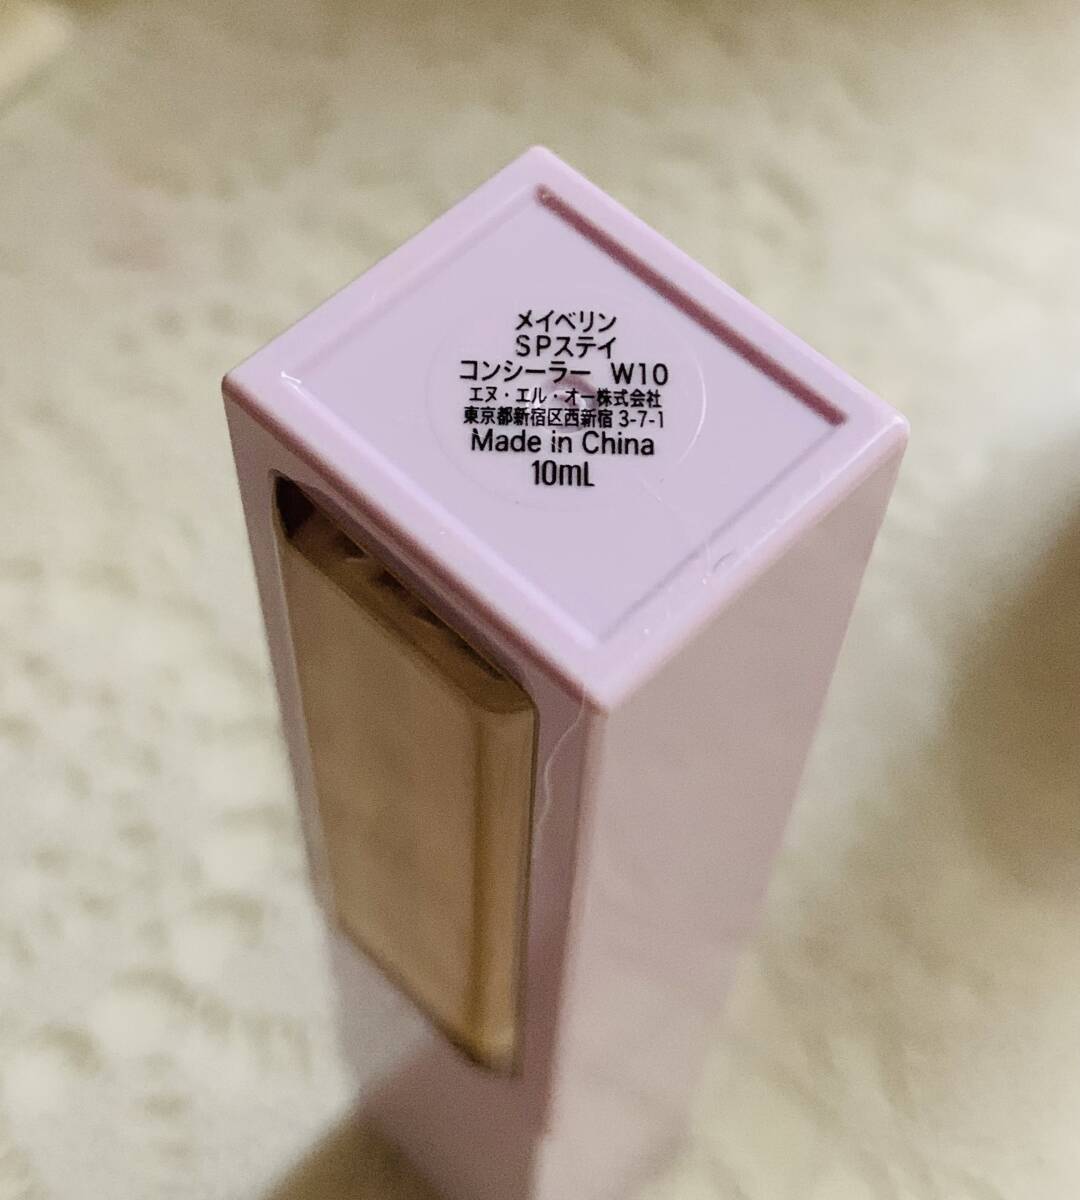 メイベリン
SPステイ
コンシーラー W10
エヌ・エル・オー株式会社
東京都新宿区西新宿 3-7-1
Made in China
10mL